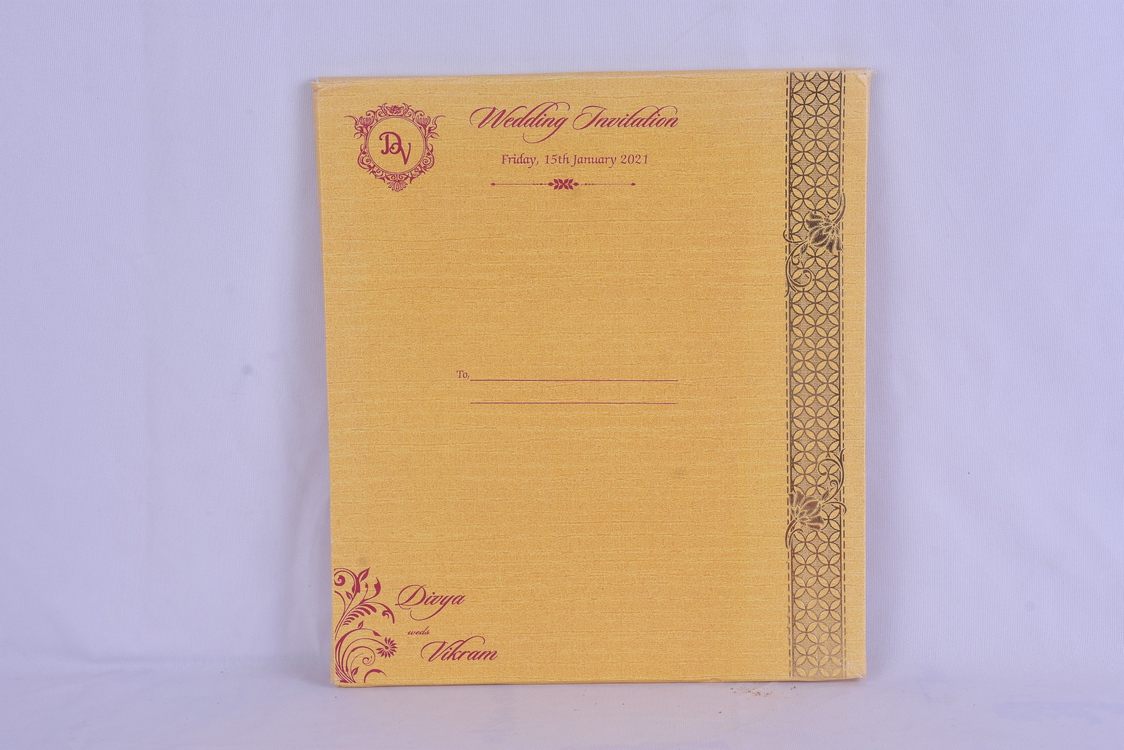 DV
Wedding Invitation
Friday, 15th January 2021
To,
Divya
weds
Vikram